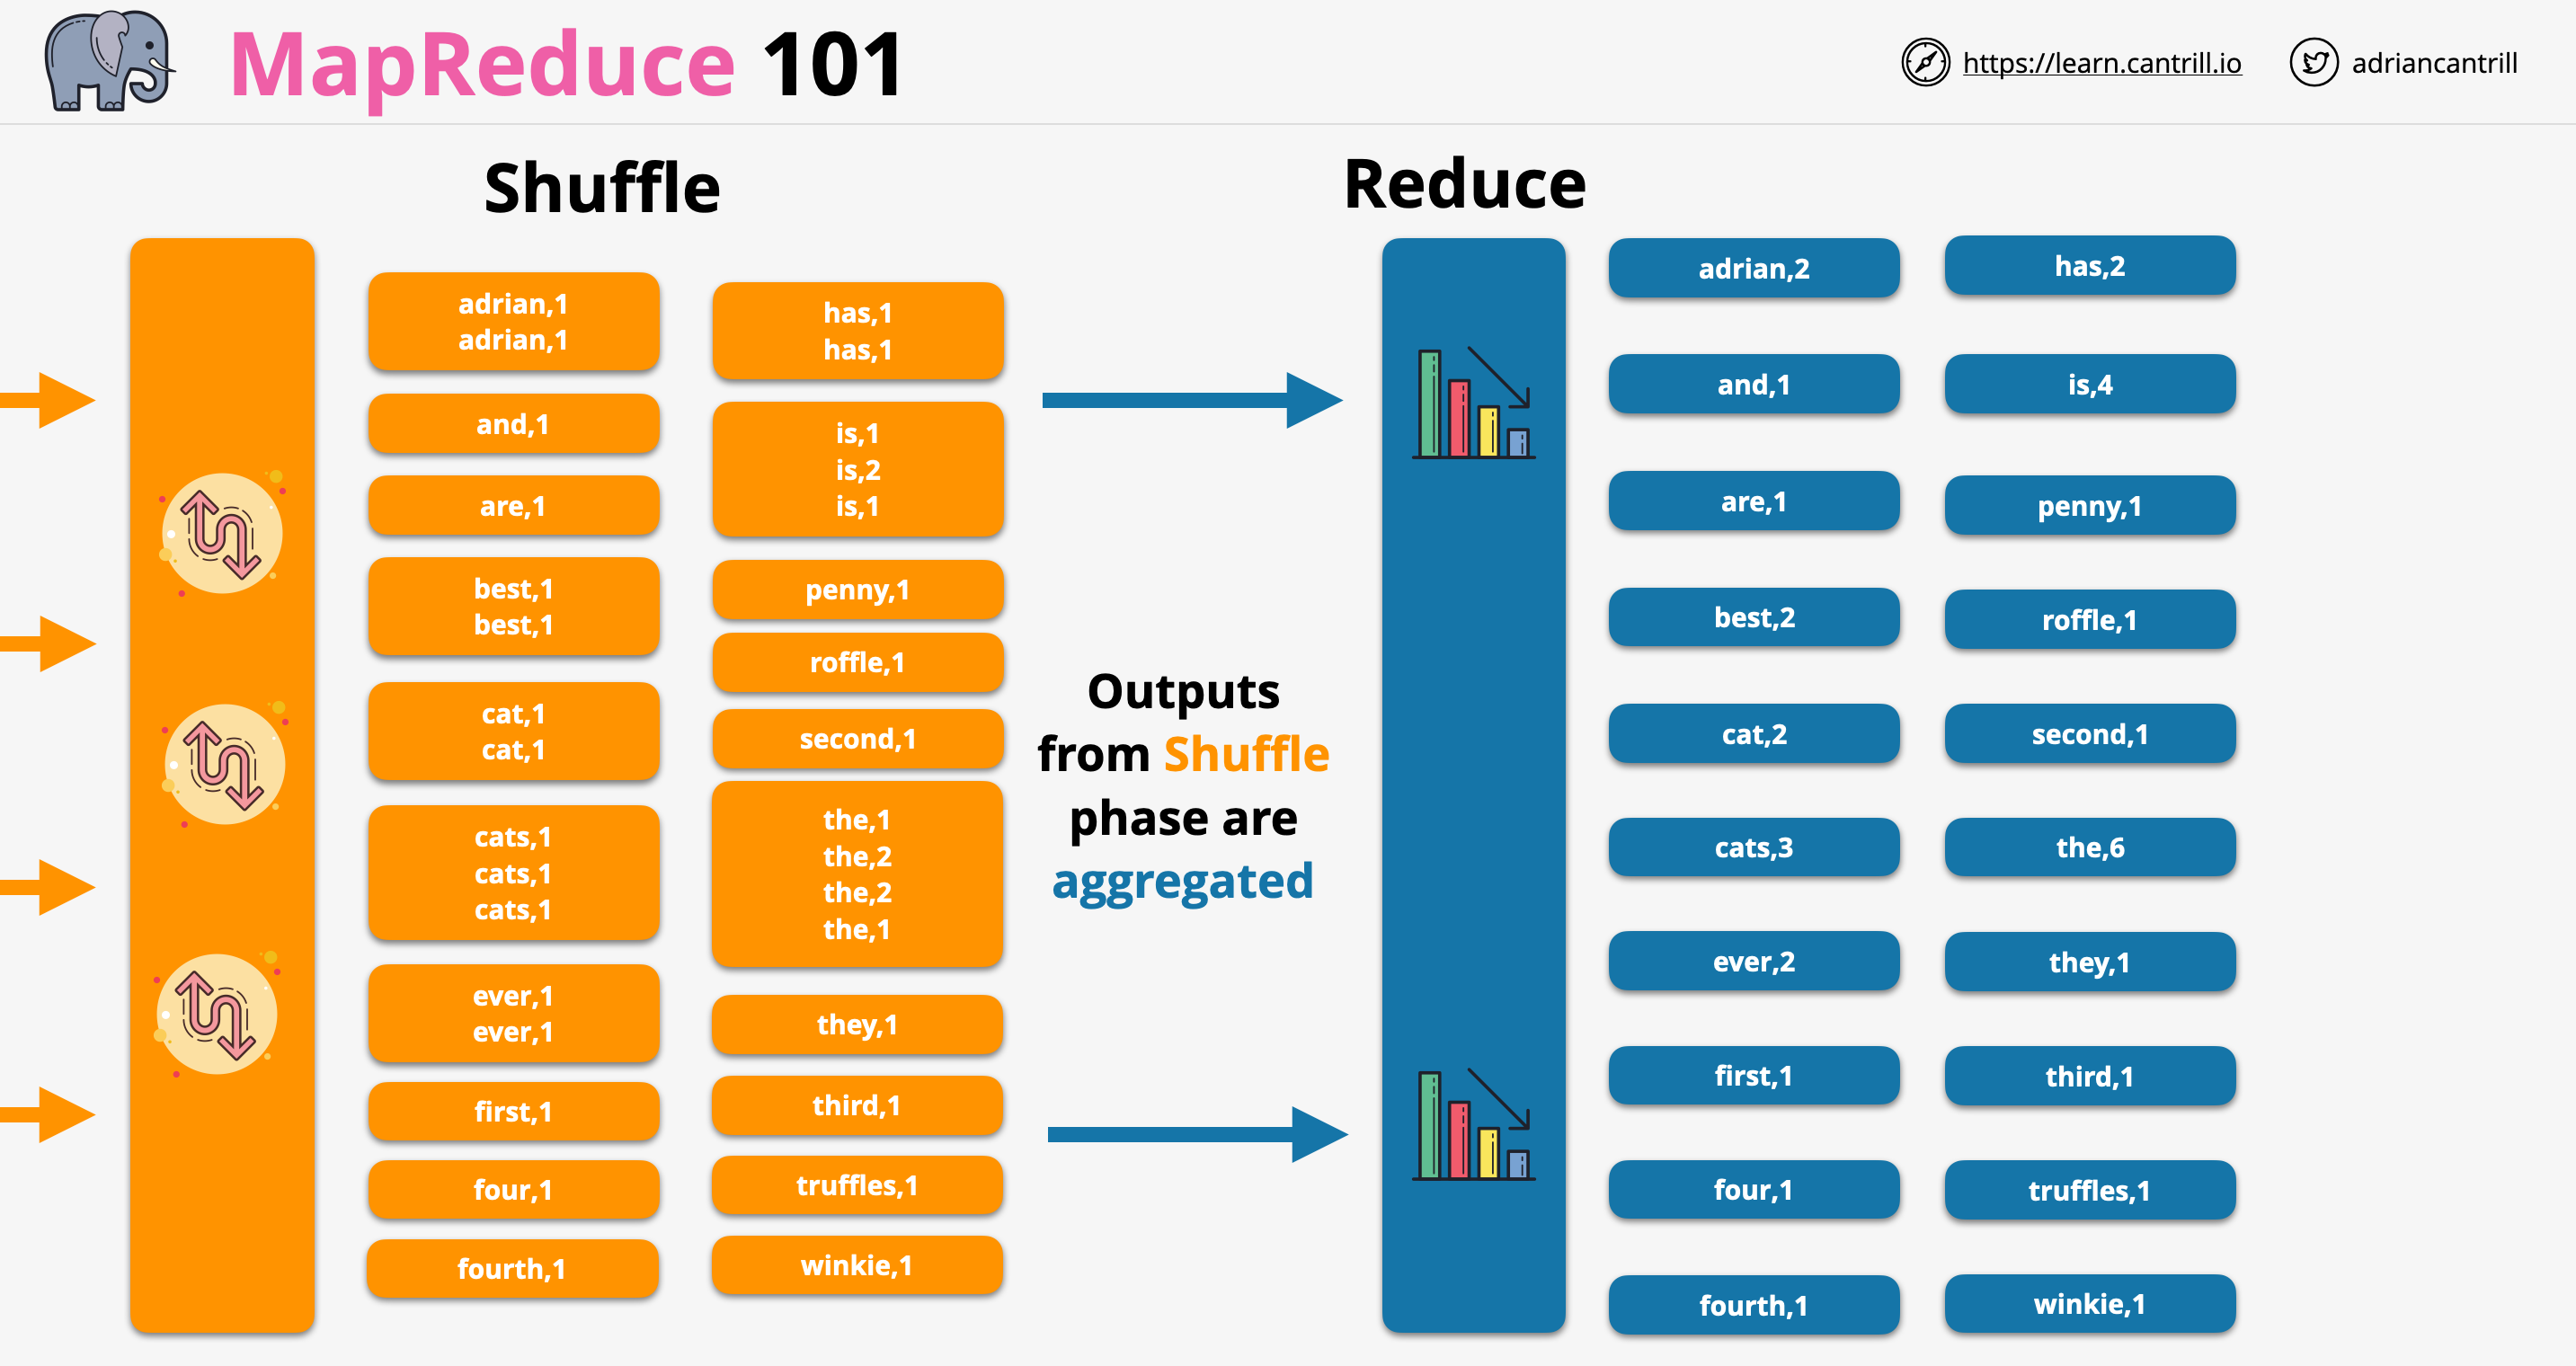 MapReduce 101
https://learn.cantrill.io
adriancantrill
Shuffle
adrian,1
adrian,1
and,1
are,1
best,1
best,1
cat,1
cat,1
cats,1
cats,1
cats,1
ever,1
ever,1
first,1
four,1
fourth,1
has,1
has,1
is,1
is,2
is,1
penny,1
roffle,1
second,1
the,1
the,2
the,2
the,1
they,1
third,1
truffles,1
winkie,1
Outputs
from Shuffle
phase are
aggregated
Reduce
adrian,2
and,1
are,1
best,2
cat,2
cats,3
ever,2
first,1
four,1
fourth,1
has,2
is,4
penny,1
roffle,1
second,1
the,6
they,1
third,1
truffles,1
winkie,1